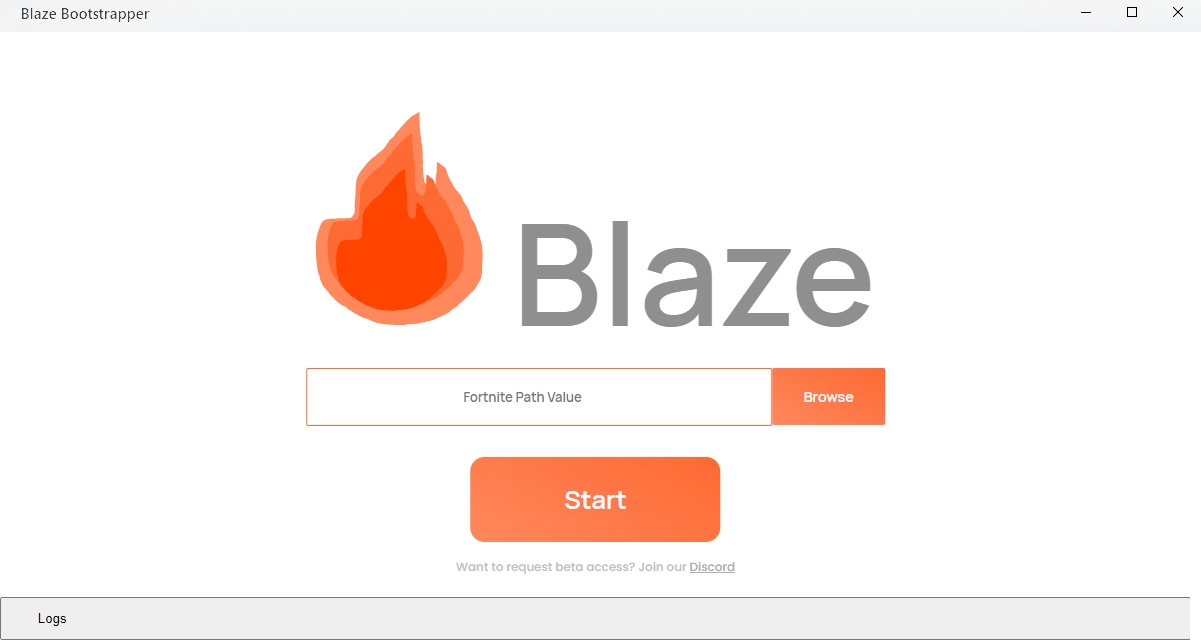 Blaze Bootstrapper
Blaze
Fortnite Path Value
Browse
Start
Want to request beta access? Join our Discord
Logs